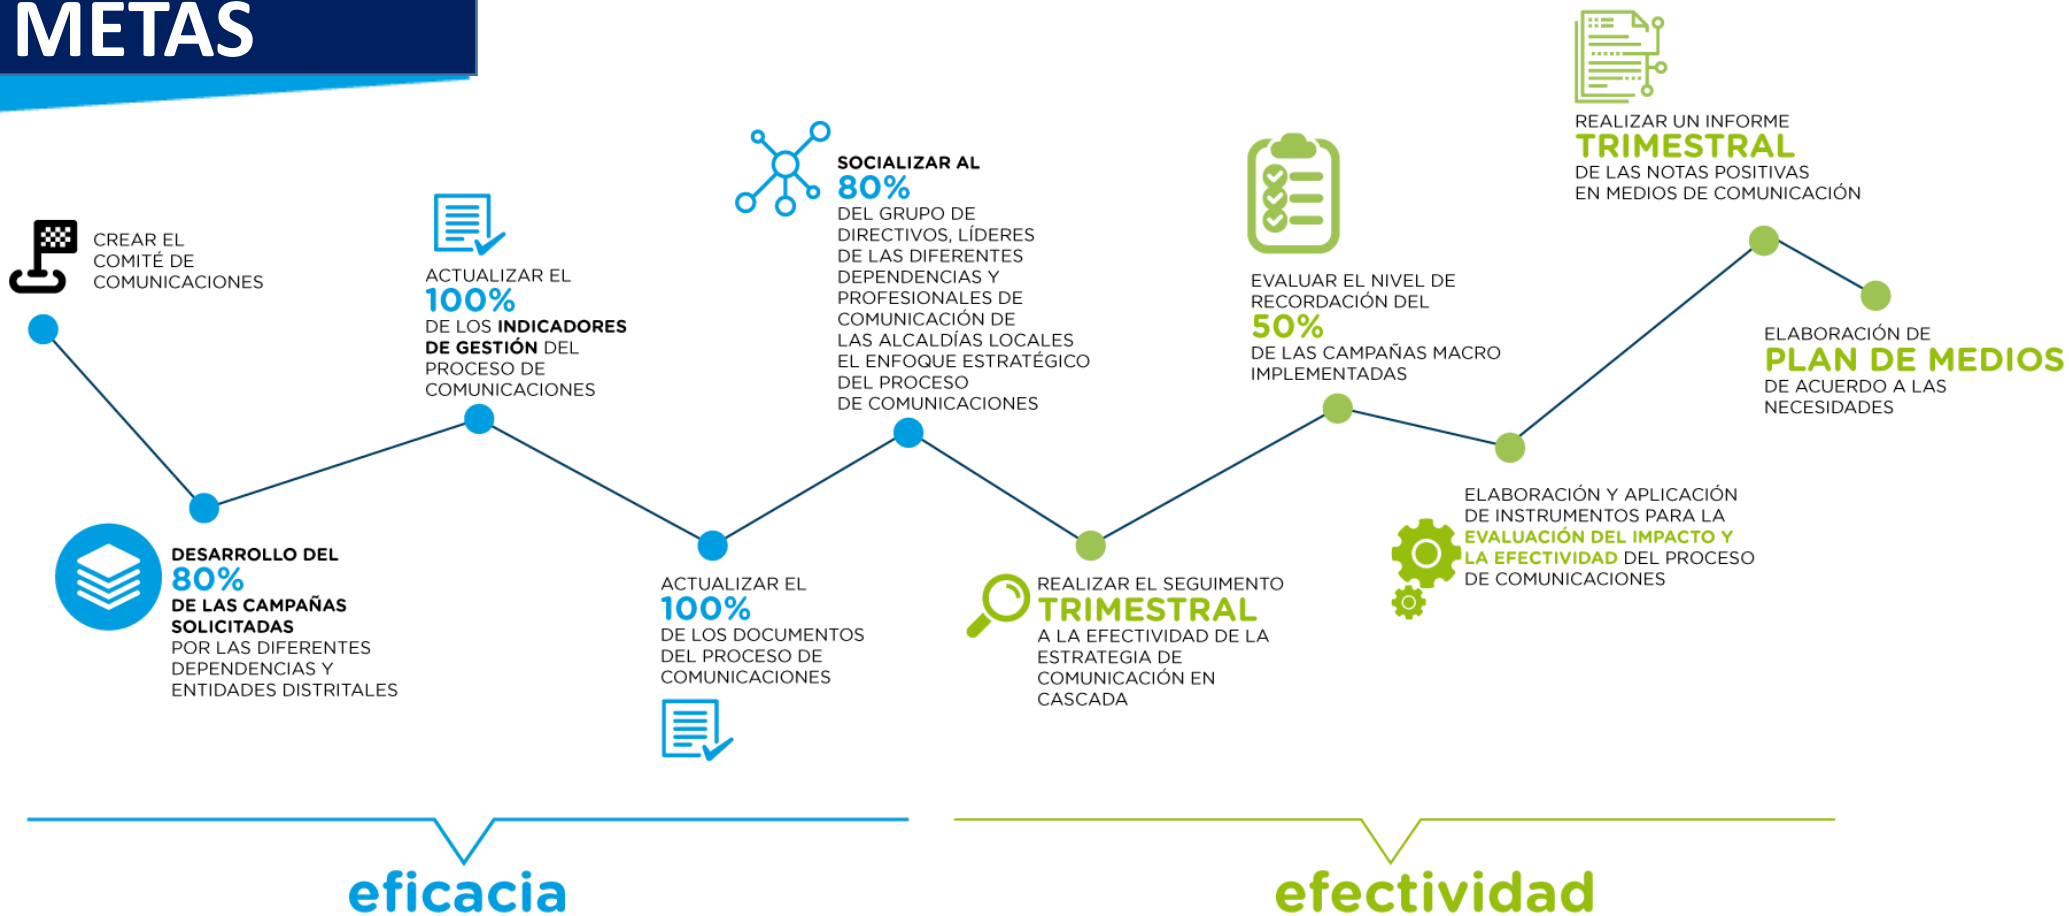 METAS
CREAR EL
COMITÉ DE
COMUNICACIONES
DESARROLLO DEL
80%
DE LAS CAMPAÑAS
SOLICITADAS
POR LAS DIFERENTES
DEPENDENCIAS Y
ENTIDADES DISTRITALES
ACTUALIZAR EL
100%
DE LOS INDICADORES
DE GESTIÓN DEL
PROCESO DE
COMUNICACIONES
ACTUALIZAR EL
100%
DE LOS DOCUMENTOS
DEL PROCESO DE
COMUNICACIONES
SOCIALIZAR AL
80%
DEL GRUPO DE
DIRECTIVOS, LÍDERES
DE LAS DIFERENTES
DEPENDENCIAS Y
PROFESIONALES DE
COMUNICACIÓN DE
LAS ALCALDÍAS LOCALES
EL ENFOQUE ESTRATÉGICO
DEL PROCESO
DE COMUNICACIONES
REALIZAR EL SEGUIMENTO
TRIMESTRAL
A LA EFECTIVIDAD DE LA
ESTRATEGIA DE
COMUNICACIÓN EN
CASCADA
EVALUAR EL NIVEL DE
RECORDACIÓN DEL
50%
DE LAS CAMPAÑAS MACRO
IMPLEMENTADAS
ELABORACIÓN Y APLICACIÓN
DE INSTRUMENTOS PARA LA
EVALUACIÓN DEL IMPACTO Y
LA EFECTIVIDAD DEL PROCESO
DE COMUNICACIONES
REALIZAR UN INFORME
TRIMESTRAL
DE LAS NOTAS POSITIVAS
EN MEDIOS DE COMUNICACIÓN
ELABORACIÓN DE
PLAN DE MEDIOS
DE ACUERDO A LAS
NECESIDADES
eficacia
efectividad